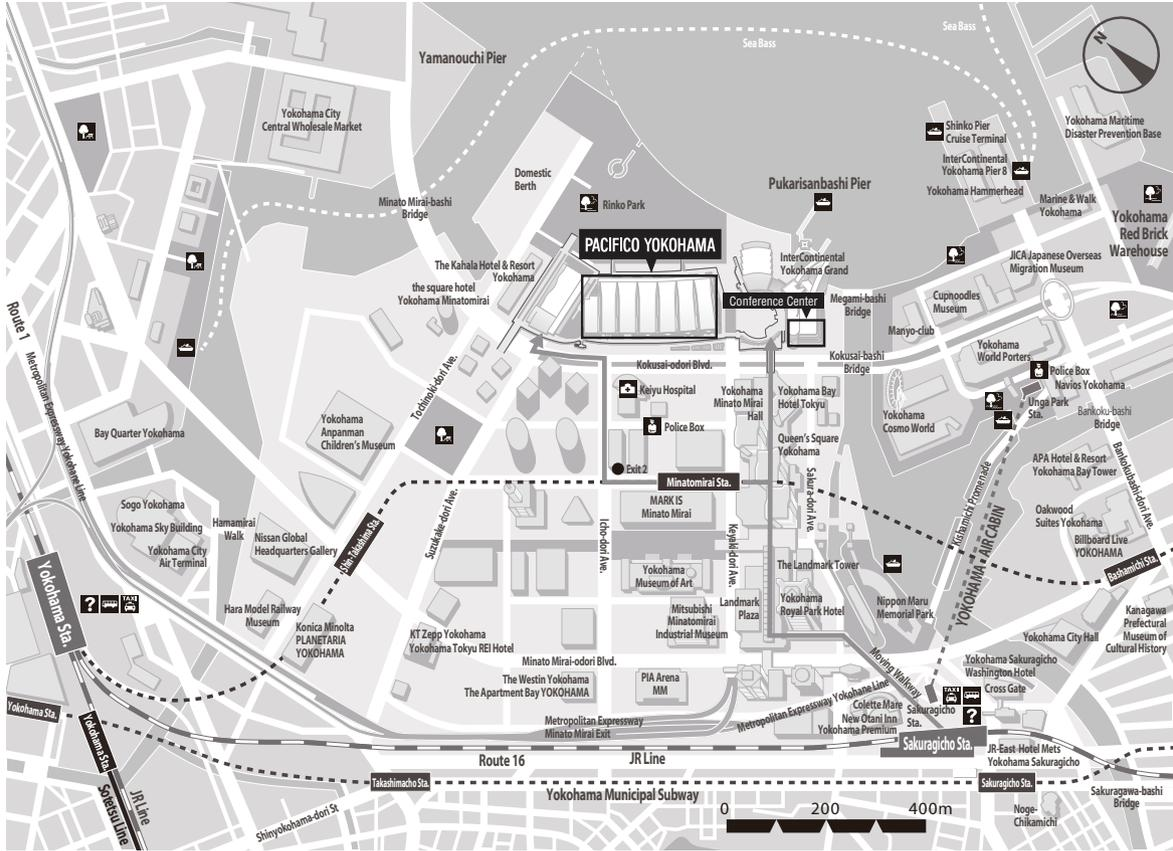 Sea Bass
Sea Bass
N
Yamanouchi Pier
Yokohama City
Central Wholesale Market
Shinko Pier
Cruise Terminal
Yokohama Maritime
Disaster Prevention Base
InterContinental
Yokohama Pier 8
Yokohama Hammerhead
Domestic
Berth
Pukarisanbashi Pier
Minato Mirai-bashi
Bridge
Rinko Park
Marine & Walk
Yokohama
Yokohama
Red Brick
Warehouse
PACIFICO YOKOHAMA
The Kahala Hotel & Resort
Yokohama
InterContinental
Yokohama Grand
JICA Japanese Overseas
Migration Museum
the square hotel
Yokohama Minatomirai
Conference Center
Megami-bashi
Bridge
Cupnoodles
Museum
Manyo-club
Route 1
Metropolitan Expressway Yokohane Line
Tochinoki-dori Ave.
Kokusai-odori Blvd.
Kokusai-bashi
Bridge
Yokohama
World Porters
Police Box
Navios Yokohama
Keiyu Hospital
Yokohama
Minato Mirai
Hall
Yokohama Bay
Hotel Tokyu
Unga Park
Sta.
Bankoku-bashi
Bridge
Bay Quarter Yokohama
Yokohama
Anpanman
Children's Museum
Police Box
Yokohama
Cosmo World
Queen's Square
Yokohama
Exit 2
Minatomirai Sta.
Sakura-dori Ave.
APA Hotel & Resort
Yokohama Bay Tower
Bankokubashi-dori Ave.
Kishamichi Promenade
YOKOHAMA AIR CABIN
Sogo Yokohama
Yokohama Sky Building
Yokohama City
Air Terminal
Hamamirai
Walk
Nissan Global
Headquarters Gallery
Shin-Takashima Sta.
Suzukake-dori Ave.
Icho-dori Ave.
MARK IS
Minato Mirai
Keyaki-dori Ave.
Oakwood
Suites Yokohama
Billboard Live
YOKOHAMA
Bashamichi Sta.
Yokohama Sta.
?
TAXI
Hara Model Railway
Museum
Konica Minolta
PLANETARIA
YOKOHAMA
Yokohama
Museum of Art
The Landmark Tower
Yokohama
Royal Park Hotel
Landmark
Plaza
Mitsubishi
Minatomirai
Industrial Museum
Nippon Maru
Memorial Park
Kanagawa
Prefectural
Museum of
Cultural History
Yokohama City Hall
KT Zepp Yokohama
Yokohama Tokyu REI Hotel
Minato Mirai-odori Blvd.
Moving Walkway
Yokohama Sakuragicho
Washington Hotel
Cross Gate
The Westin Yokohama
The Apartment Bay YOKOHAMA
PIA Arena
MM
TAXI
?
Metropolitan Expressway Yokohane Line
Colette Mare
New Otani Inn
Yokohama Premium
Sakuragicho
Sta.
Metropolitan Expressway
Minato Mirai Exit
Sakuragicho Sta.
Yokohama Sta.
Yokohama Sta.
Route 16
JR Line
JR-East Hotel Mets
Yokohama Sakuragicho
Takashimacho Sta.
Sakuragicho Sta.
Yokohama Municipal Subway
Sakuragawa-bashi
Bridge
JR Line
Sotetsu Line
Shinyokohama-dori St
Noge-
Chikamichi
0 200 400m